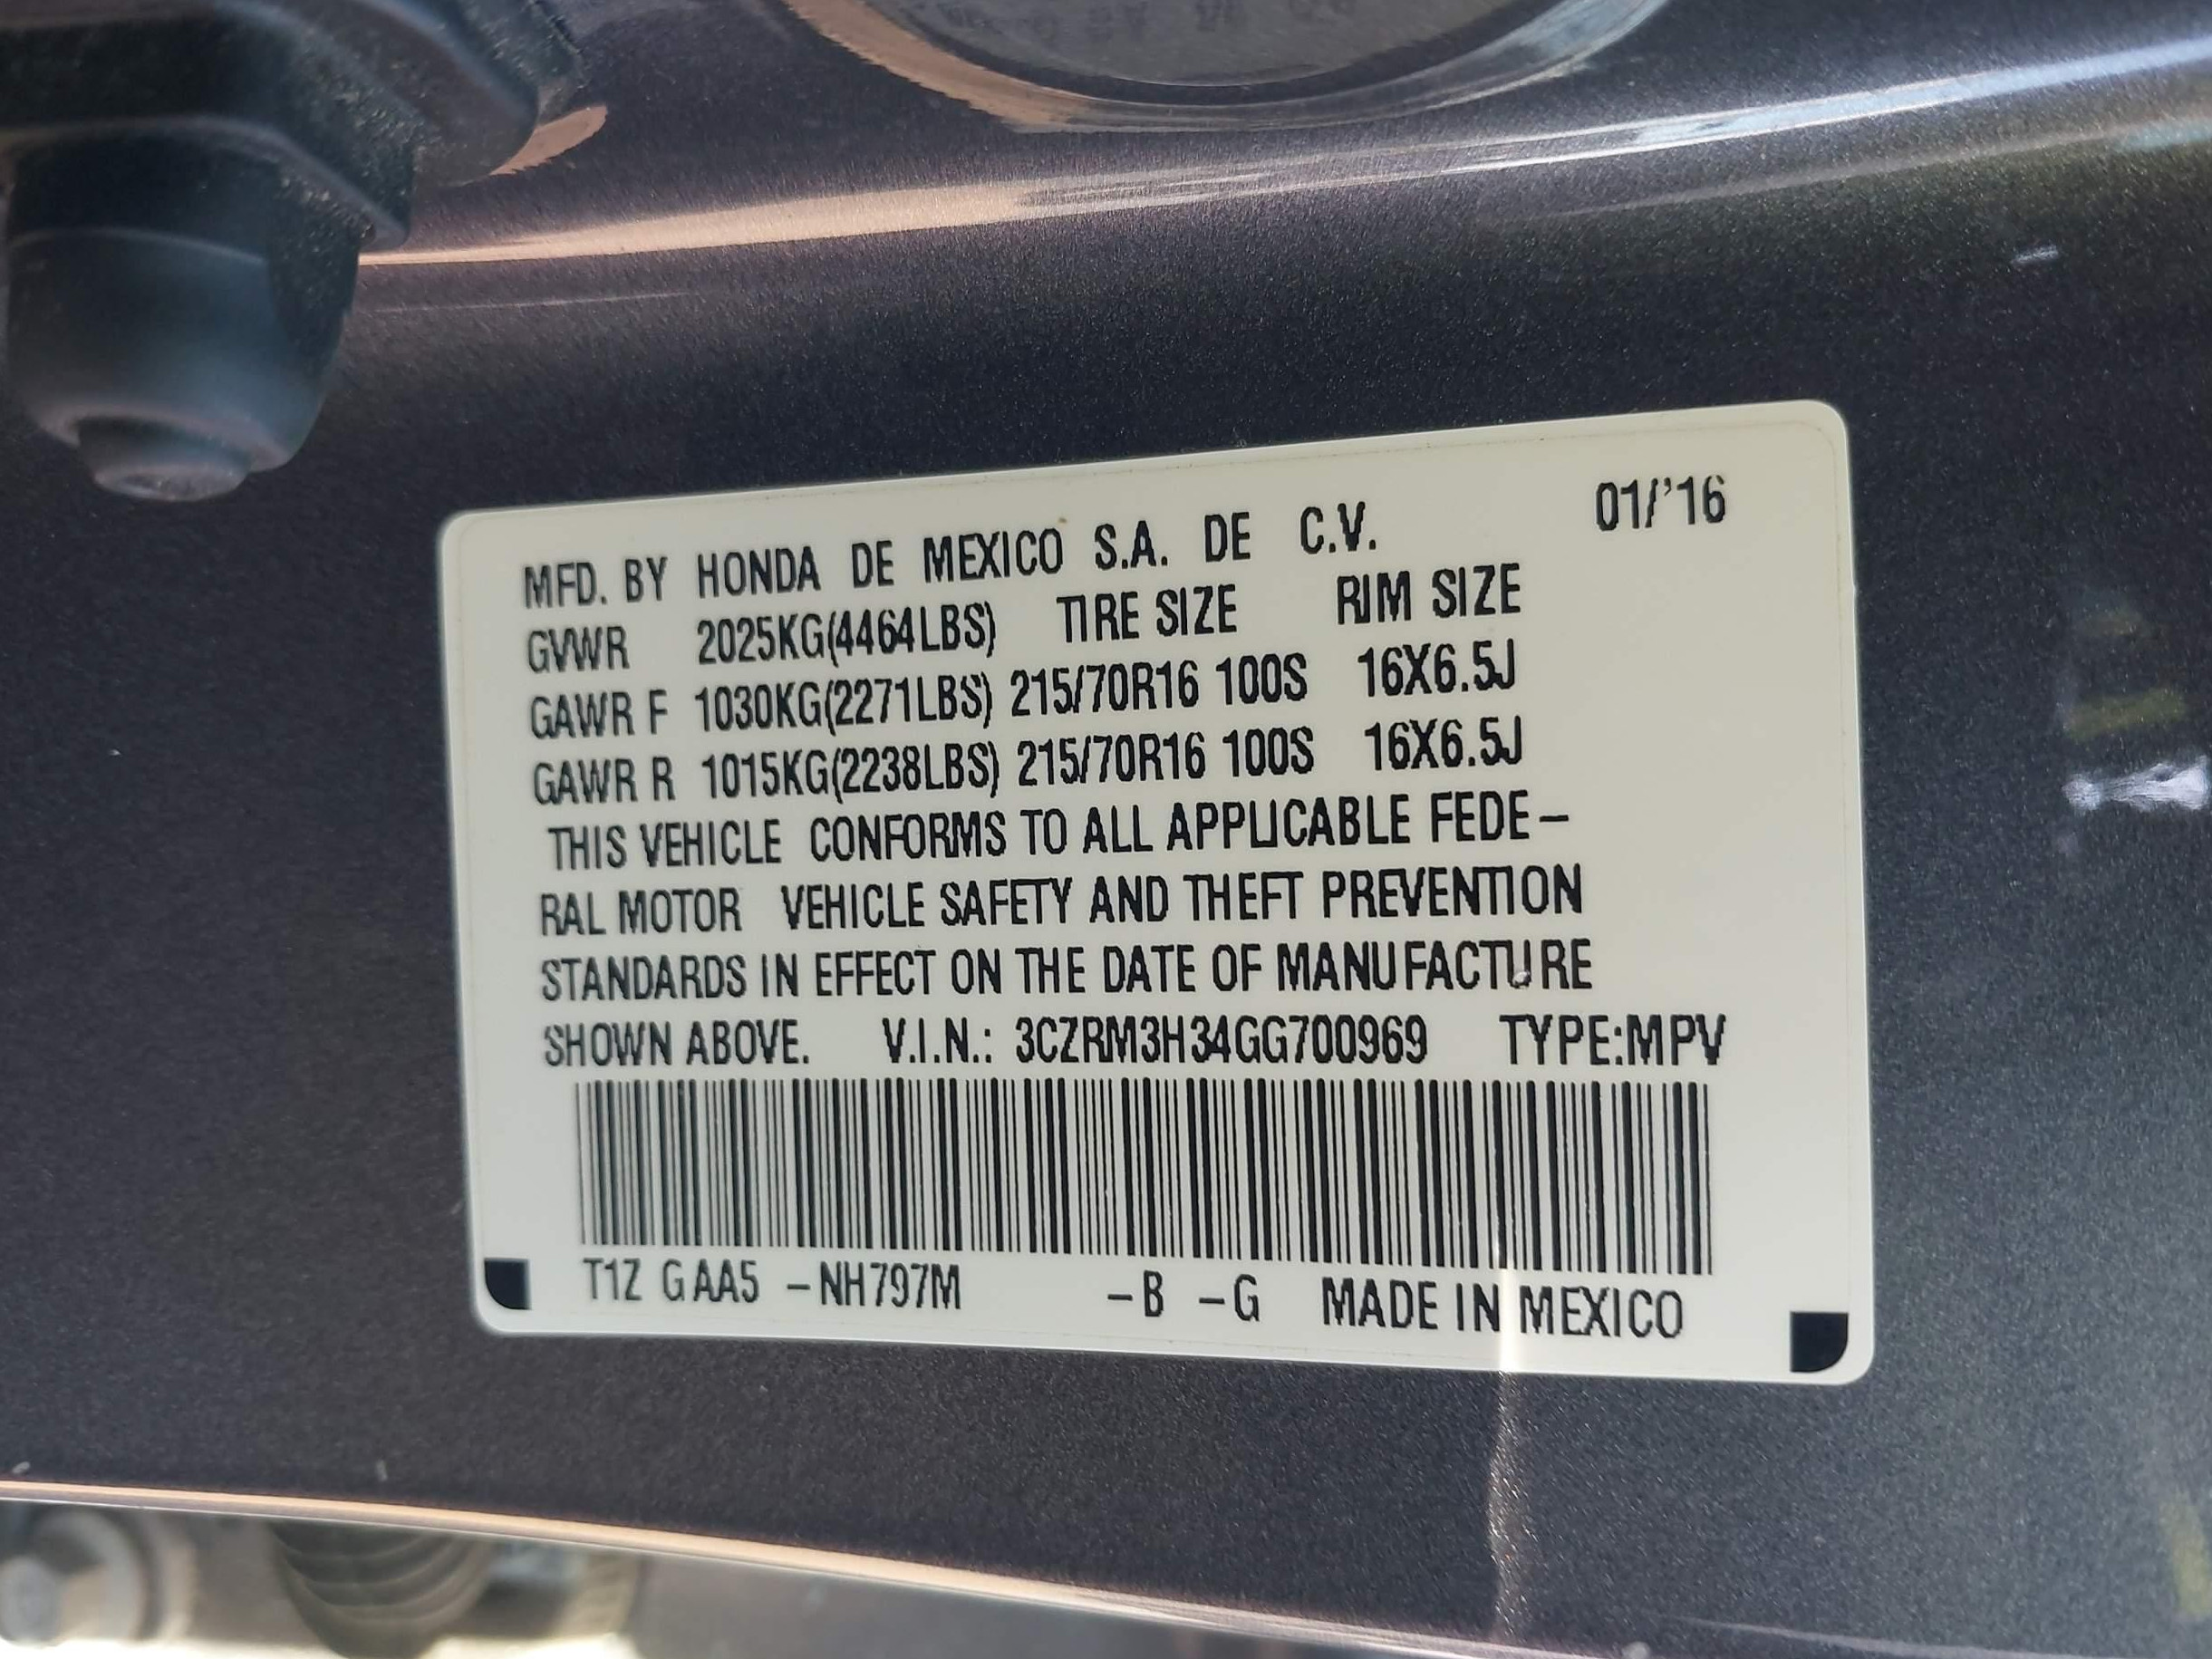 MFD. BY HONDA DE MEXICO S.A. DE C.V. 01/'16
GVWR 2025KG(4464LBS) TIRE SIZE RIM SIZE
GAWR F 1030KG(2271LBS) 215/70R16 100S 16X6.5J
GAWR R 1015KG(2238LBS) 215/70R16 100S 16X6.5J
THIS VEHICLE CONFORMS TO ALL APPLICABLE FEDE-
RAL MOTOR VEHICLE SAFETY AND THEFT PREVENTION
STANDARDS IN EFFECT ON THE DATE OF MANUFACTURE
SHOWN ABOVE. V.I.N.: 3CZRM3H34GG700969 TYPE:MPV
T1Z GAA5 -NH797M -B -G MADE IN MEXICO